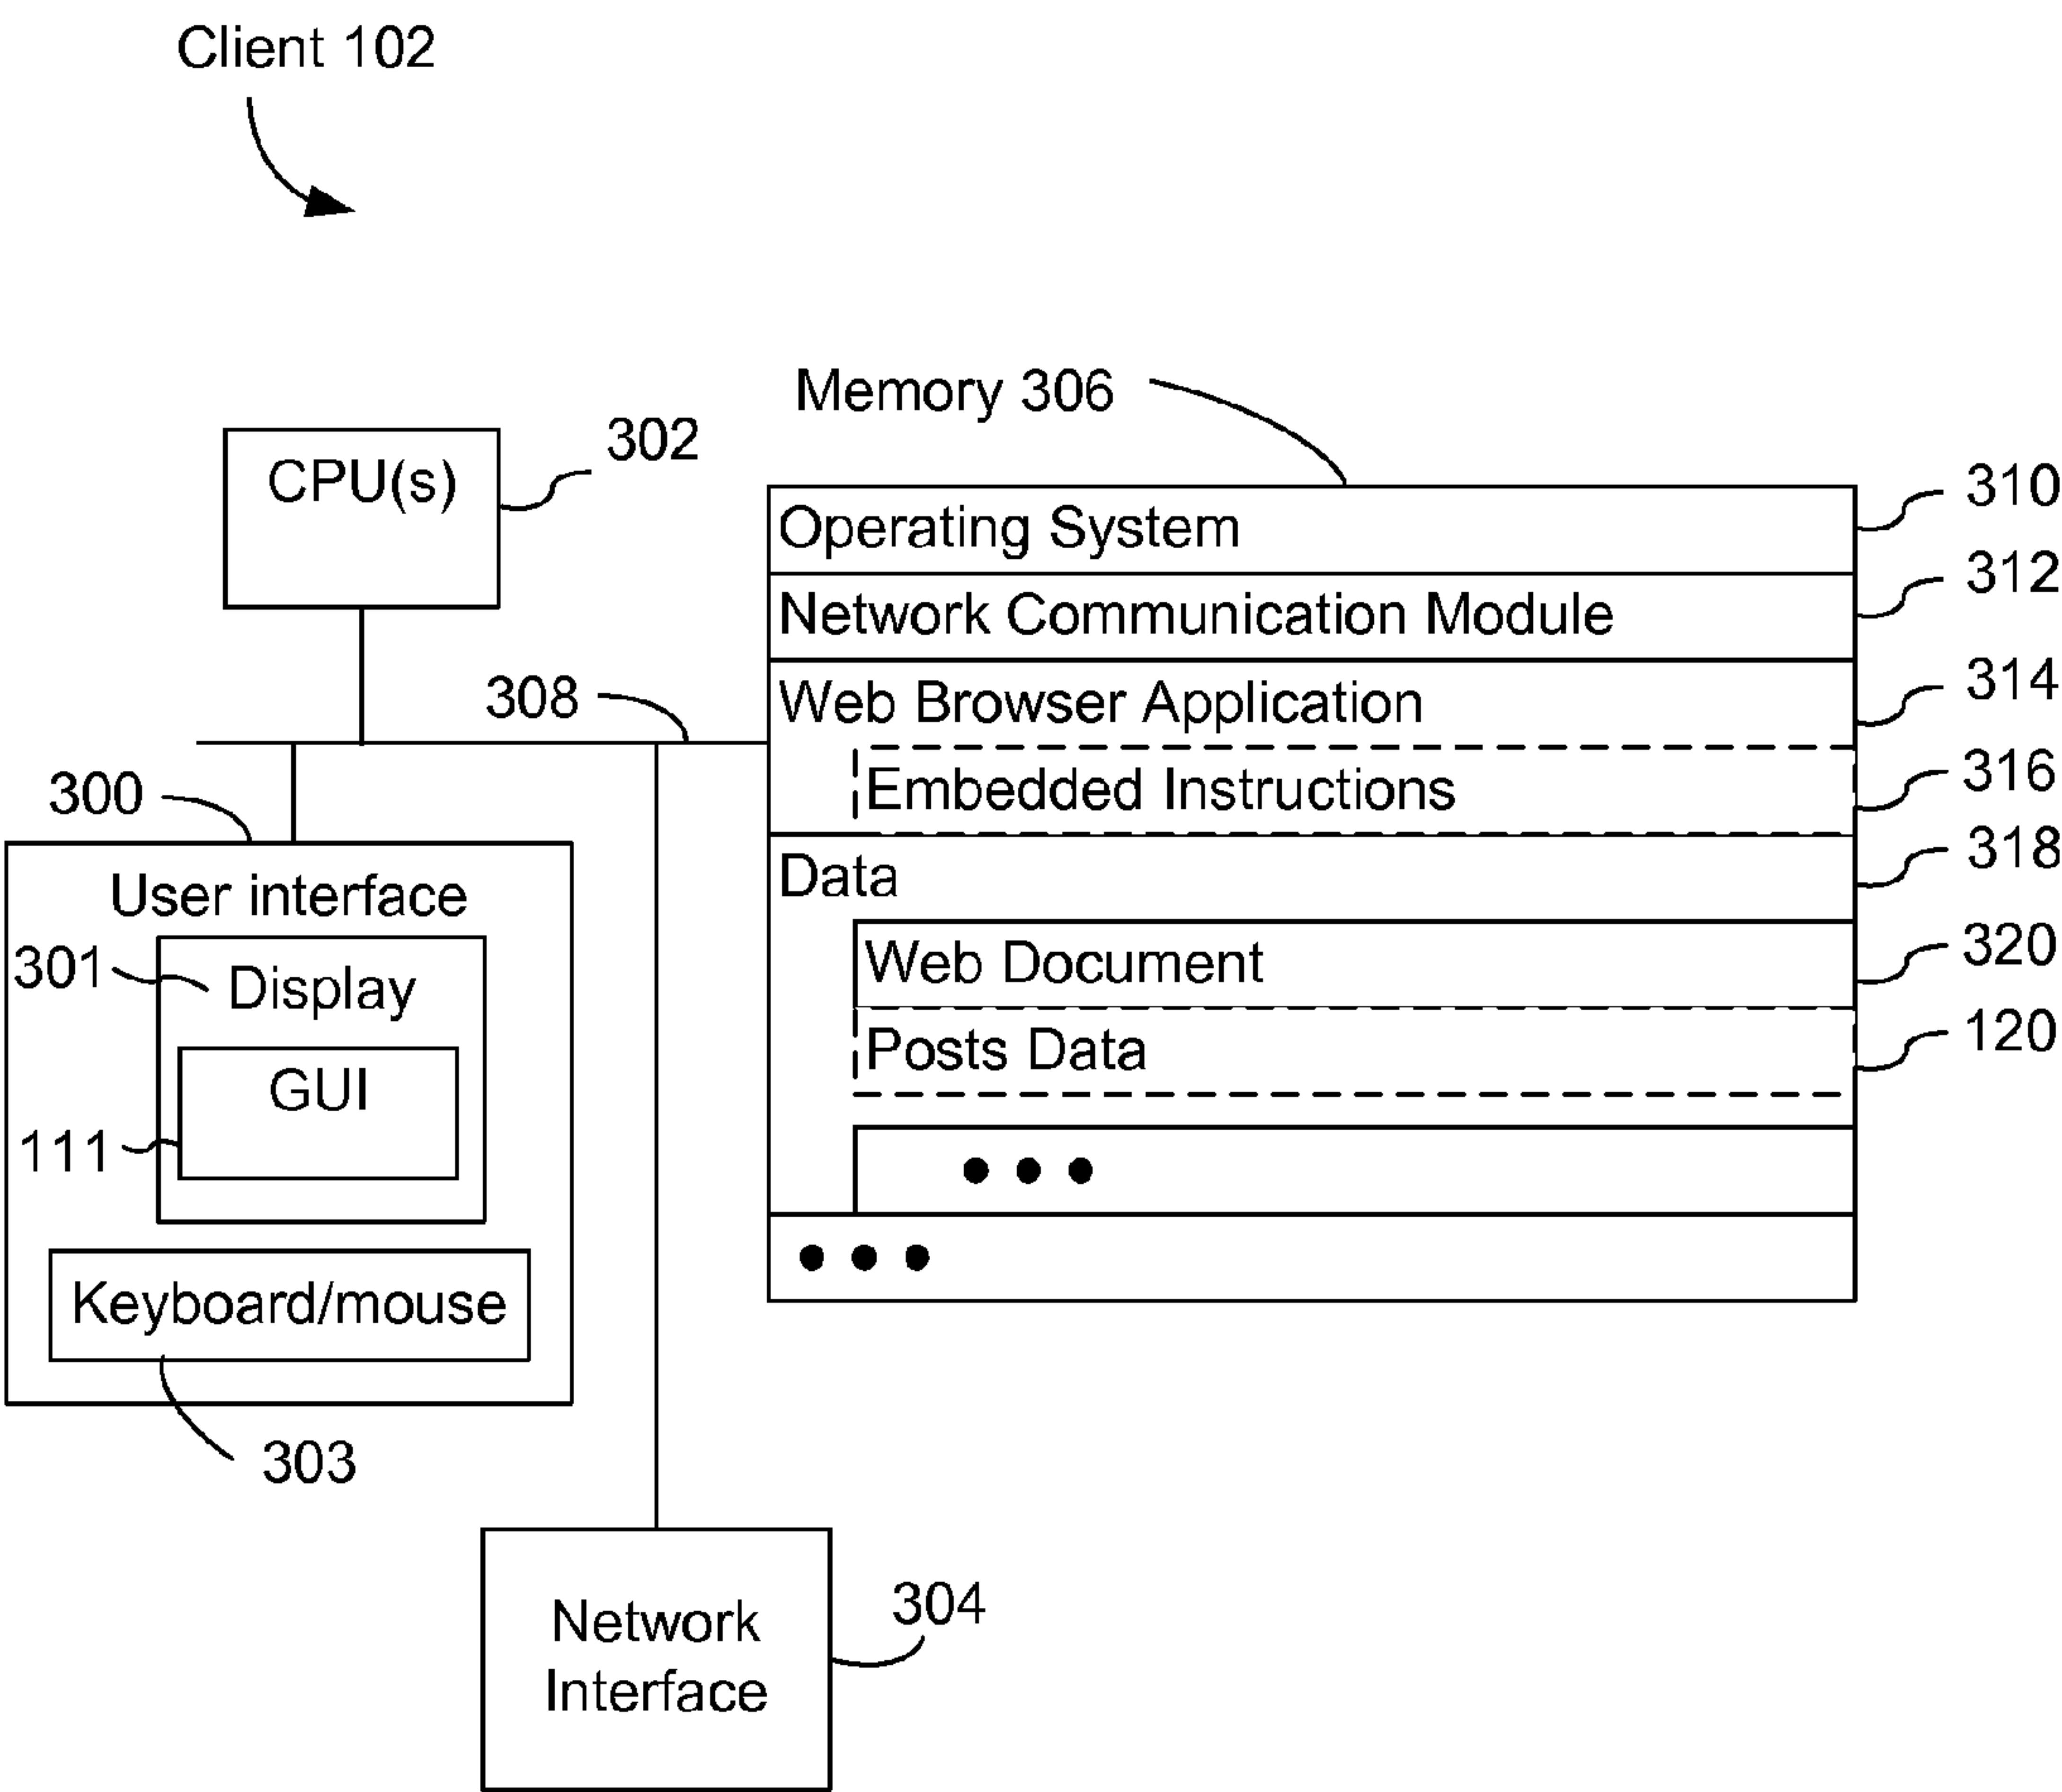 Client 102
Memory 306
302
CPU(s)
310
Operating System
312
Network Communication Module
314
308
Web Browser Application
316
Embedded Instructions
300
318
User interface
Data
301
Display
320
Web Document
GUI
120
Posts Data
111
Keyboard/mouse
303
304
Network
Interface